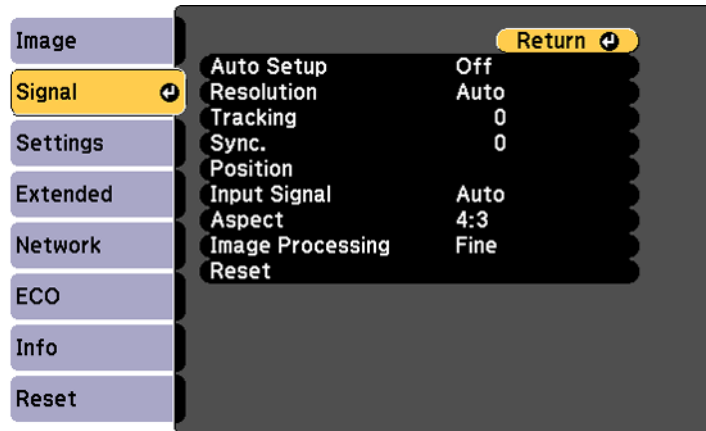 Image
Signal
Settings
Extended
Network
ECO
Info
Reset
Return
Auto Setup Off
Resolution Auto
Tracking 0
Sync. 0
Position
Input Signal Auto
Aspect 4:3
Image Processing Fine
Reset